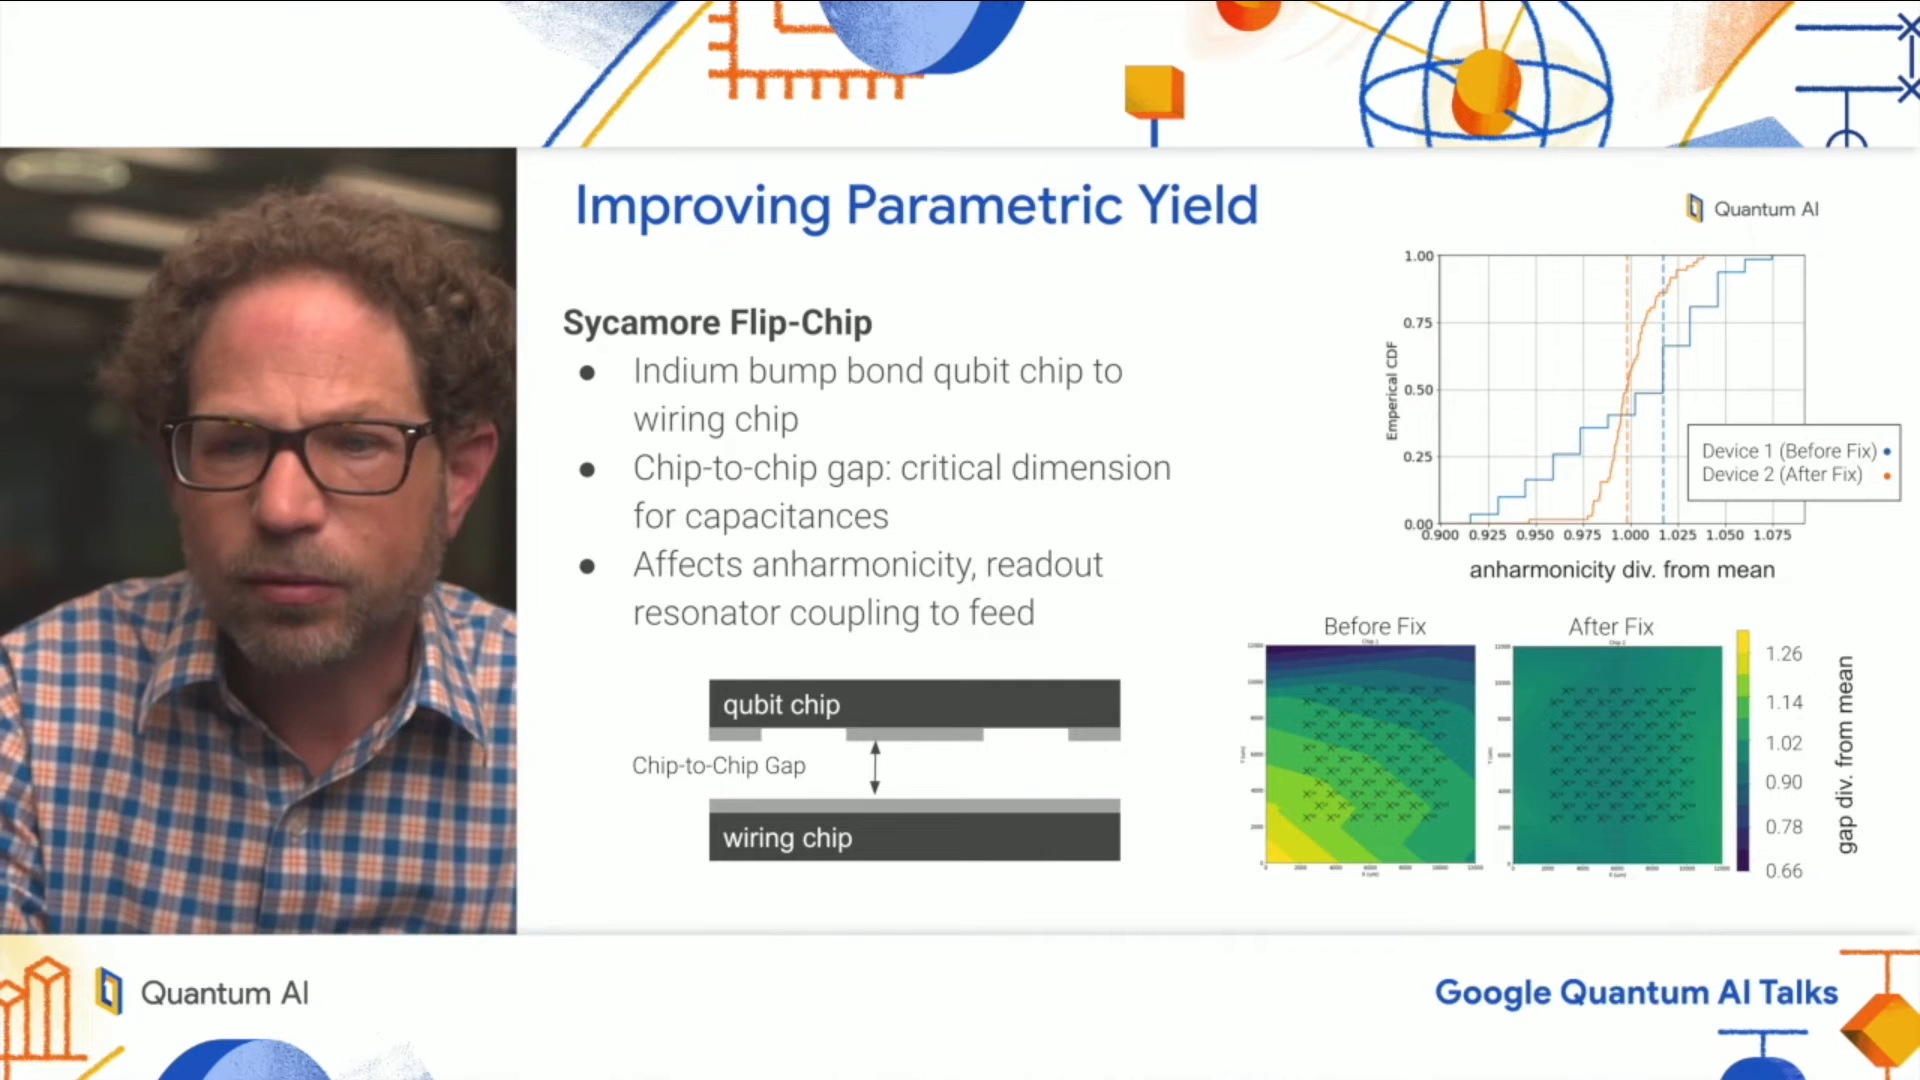 Improving Parametric Yield
Quantum AI
Sycamore Flip-Chip
● Indium bump bond qubit chip to
wiring chip
● Chip-to-chip gap: critical dimension
for capacitances
● Affects anharmonicity, readout
resonator coupling to feed
qubit chip
Chip-to-Chip Gap
wiring chip
1.00
0.75
0.50
0.25
0.00
Emperical CDF
0.900 0.925 0.950 0.975 1.000 1.025 1.050 1.075
anharmonicity div. from mean
Device 1 (Before Fix)
Device 2 (After Fix)
Before Fix
After Fix
1.26
1.14
1.02
0.90
0.78
0.66
gap div. from mean
Quantum AI
Google Quantum AI Talks